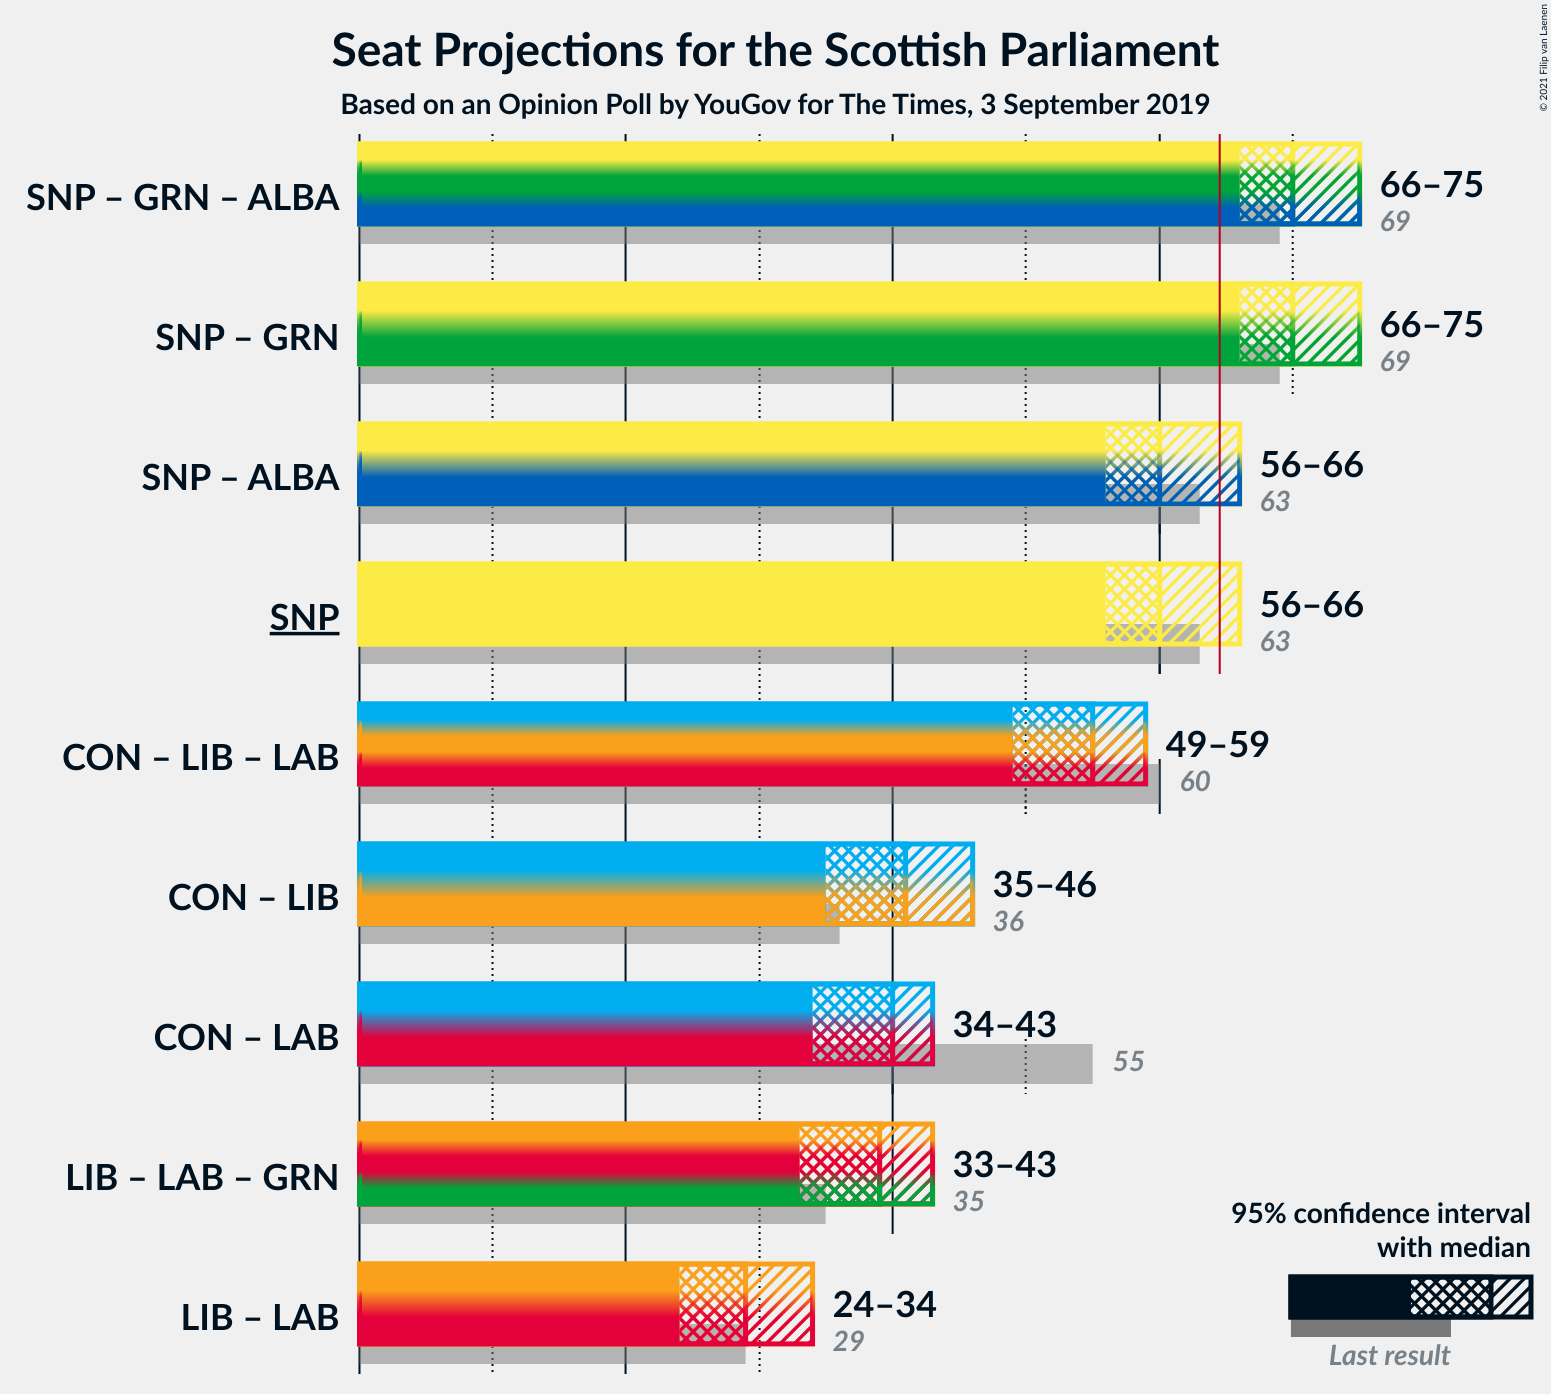 Seat Projections for the Scottish Parliament
Based on an Opinion Poll by YouGov for The Times, 3 September 2019
© 2021 Filip van Laenen
SNP – GRN – ALBA
66–75
69
SNP – GRN
66–75
69
SNP – ALBA
56–66
63
SNP
56–66
63
CON – LIB – LAB
49–59
60
CON – LIB
35–46
36
CON – LAB
34–43
55
LIB – LAB – GRN
33–43
35
LIB – LAB
24–34
29
95% confidence interval
with median
Last result